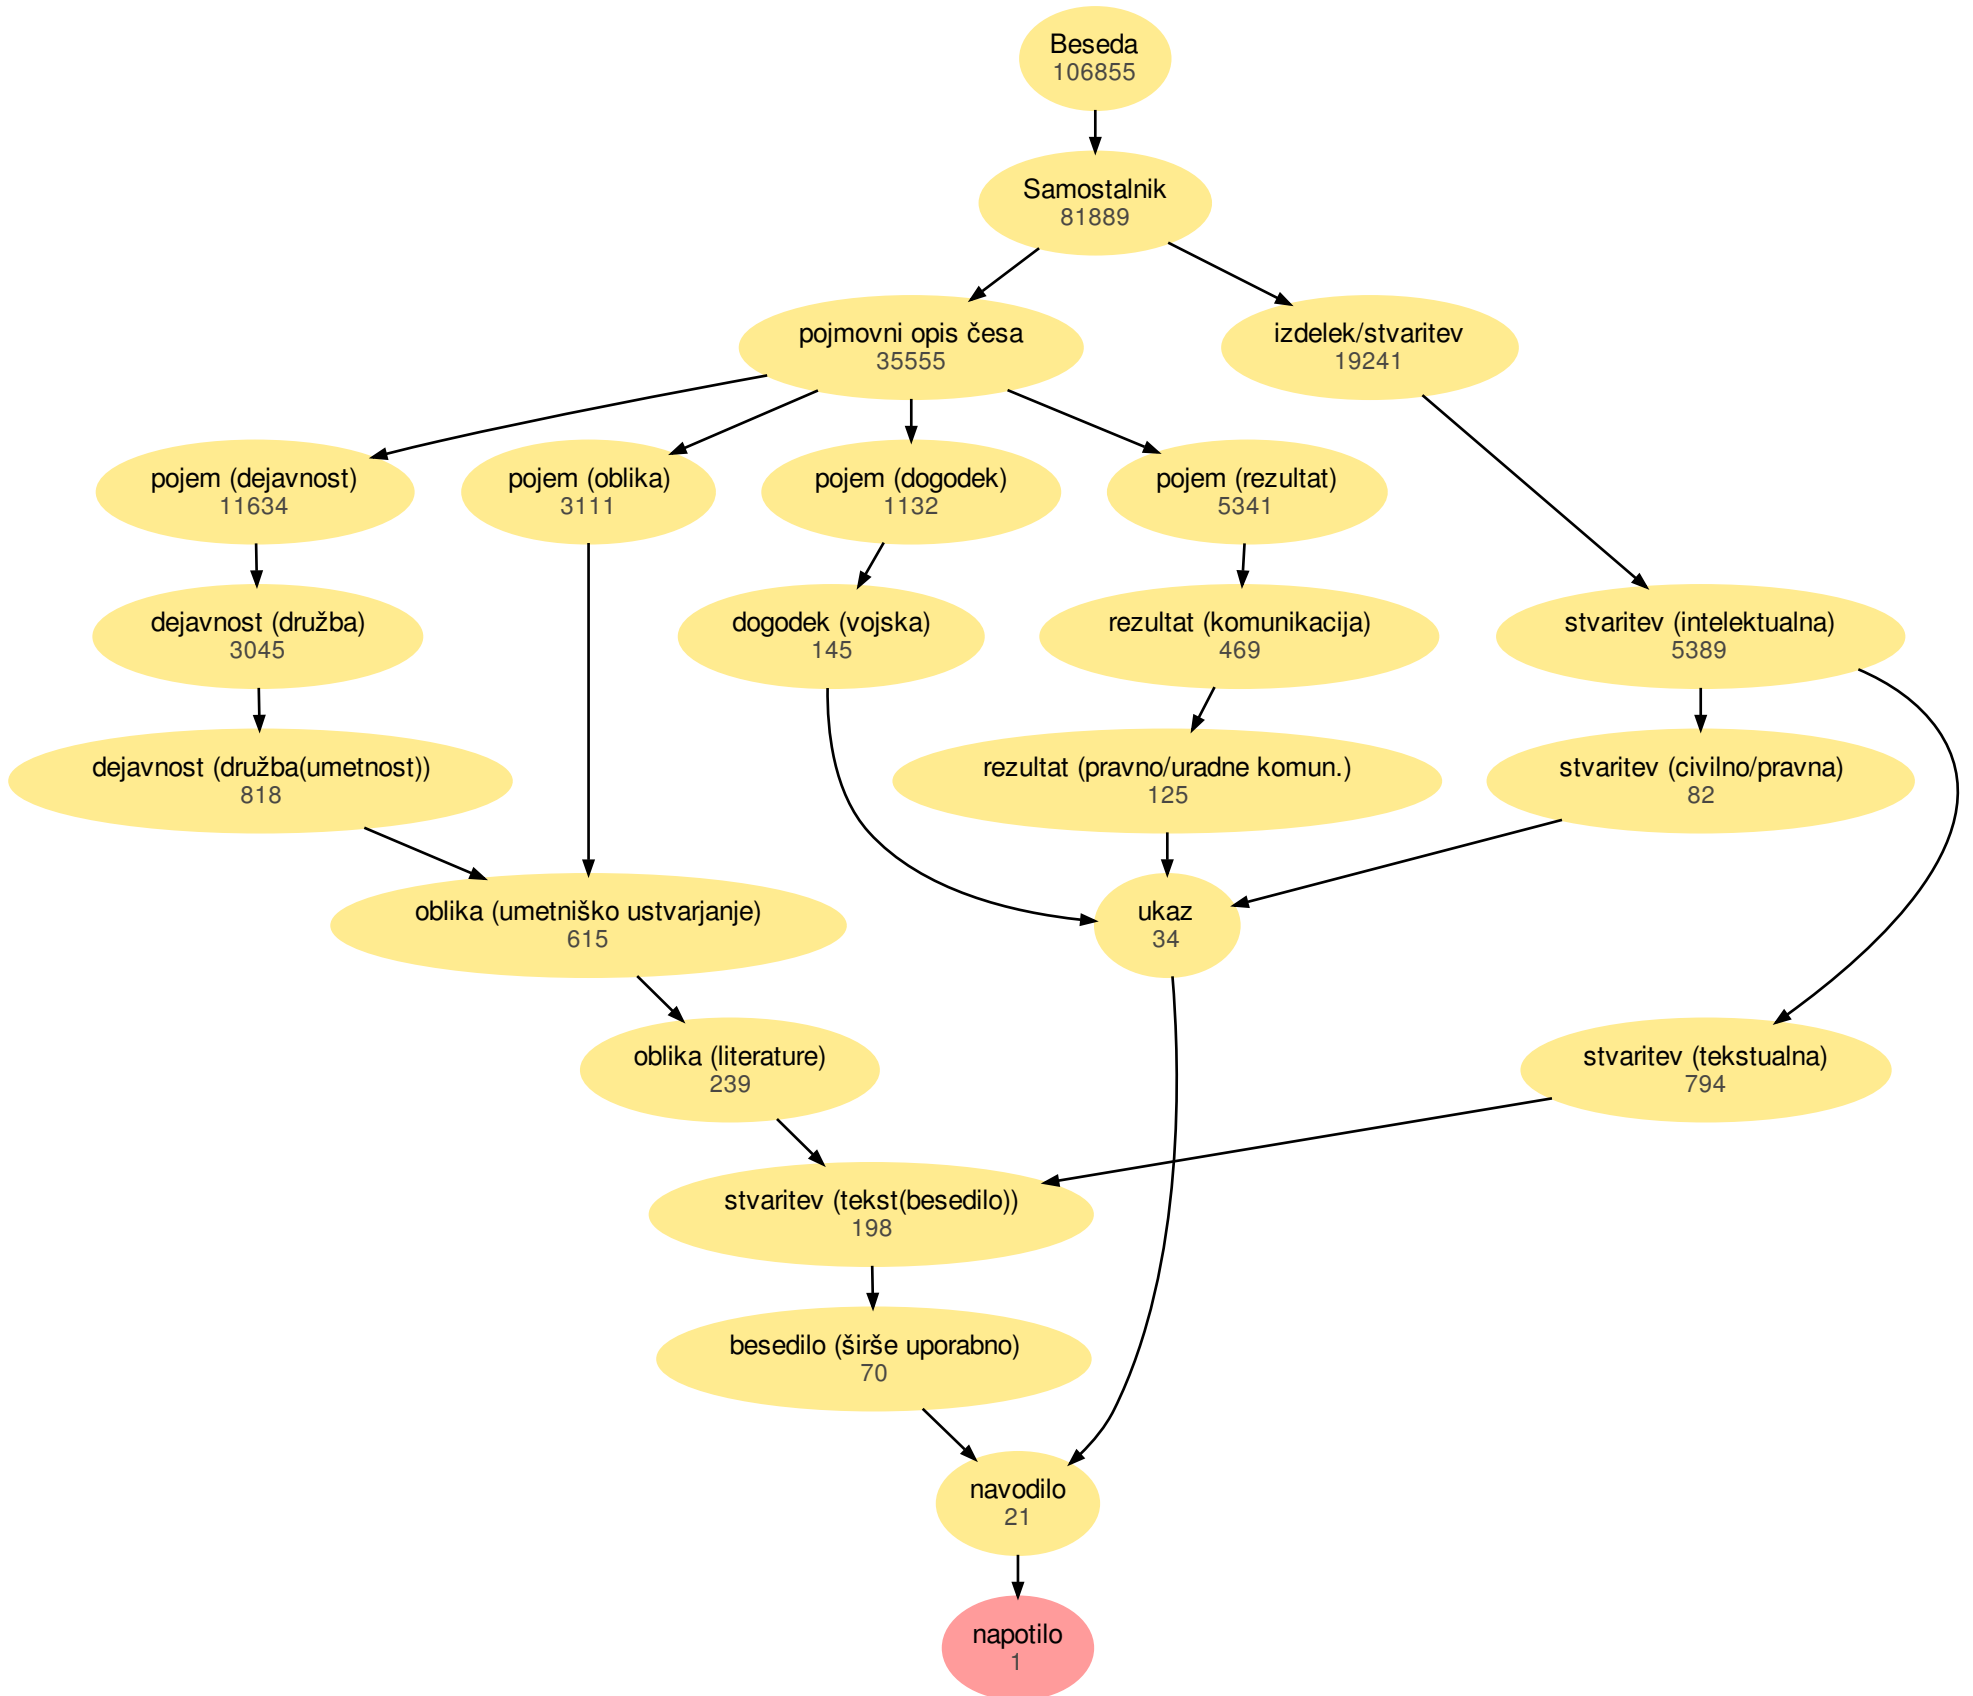 Beseda
106855
Samostalnik
81889
pojmovni opis česa
35555
izdelek/stvaritev
19241
pojem (dejavnost)
11634
pojem (oblika)
3111
pojem (dogodek)
1132
pojem (rezultat)
5341
dejavnost (družba)
3045
dogodek (vojska)
145
rezultat (komunikacija)
469
stvaritev (intelektualna)
5389
dejavnost (družba(umetnost))
818
rezultat (pravno/uradne komun.)
125
stvaritev (civilno/pravna)
82
oblika (umetniško ustvarjanje)
615
ukaz
34
oblika (literature)
239
stvaritev (tekstualna)
794
stvaritev (tekst(besedilo))
198
besedilo (širše uporabno)
70
navodilo
21
napotilo
1